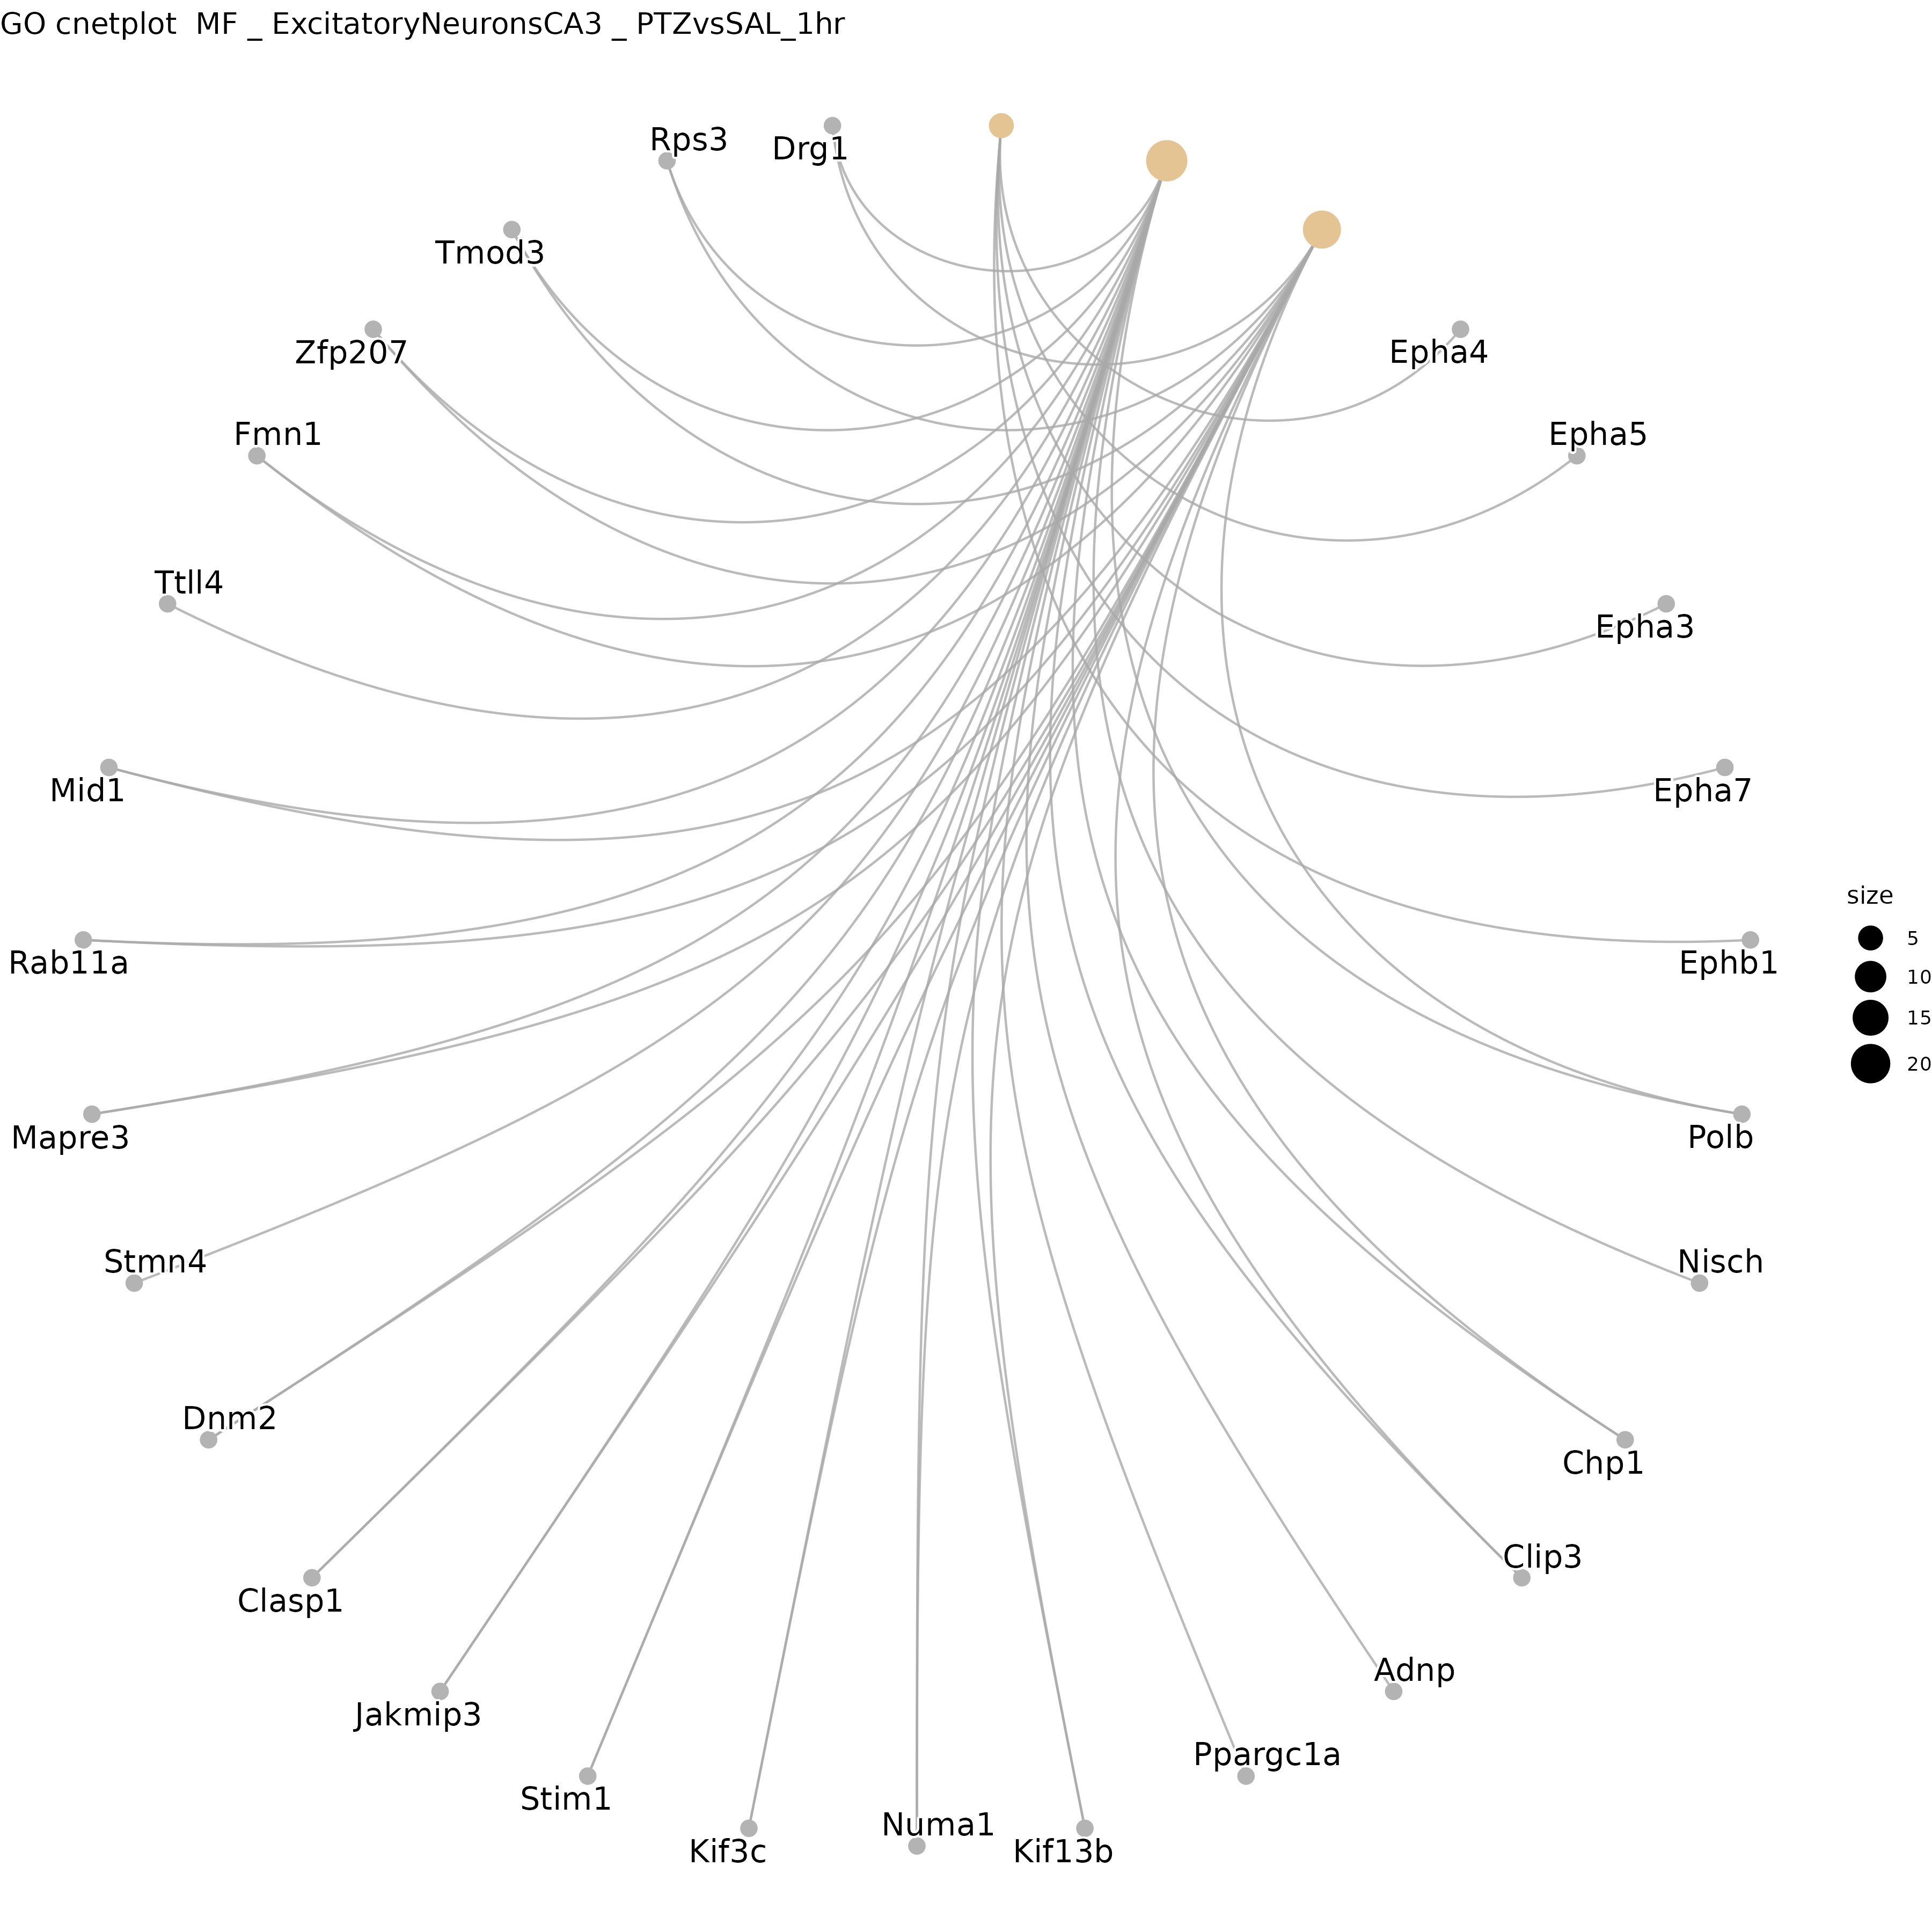 GO cnetplot  MF _ ExcitatoryNeuronsCA3 _ PTZvsSAL_1hr
Rps3
Drg1
Tmod3
Zfp207
Epha4
Fmn1
Epha5
Ttll4
Epha3
Mid1
Epha7
size
5
Rab11a
Ephb1
10
15
20
Mapre3
Polb
Stmn4
Nisch
Dnm2
Chp1
Clip3
Clasp1
Adnp
Jakmip3
Ppargc1a
Stim1
Numa1
Kif3c
Kif13b